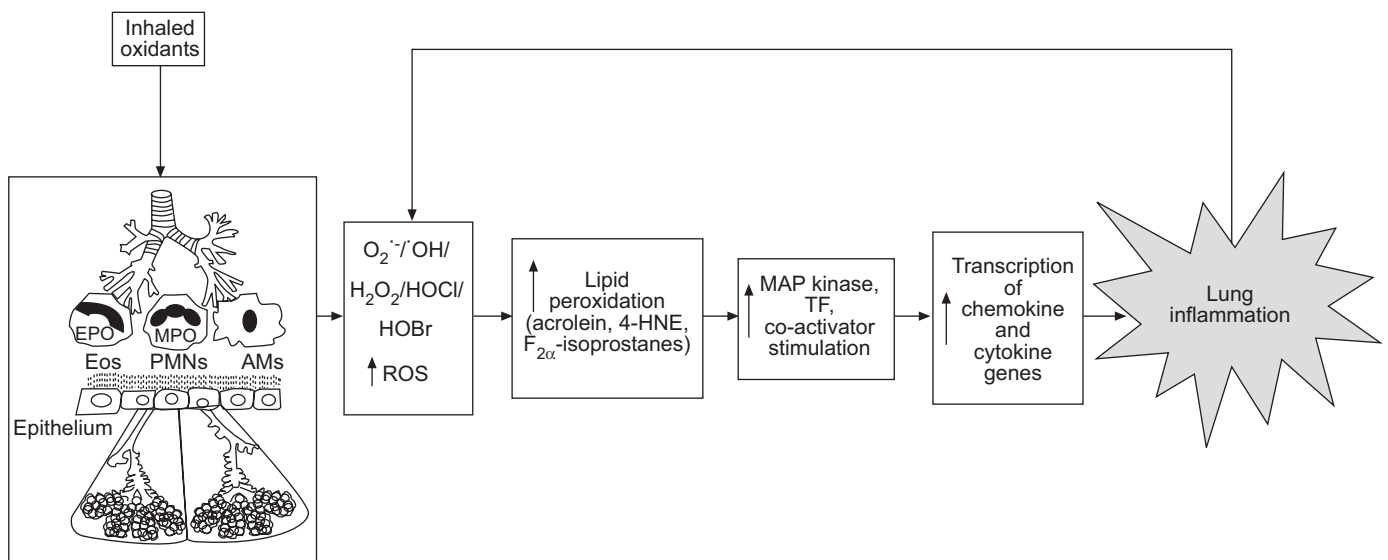 Inhaled
oxidants
EPO
MPO
Eos
PMNs
AMs
Epithelium
O₂˙⁻/˙OH/
H₂O₂/HOCl/
HOBr
ROS
Lipid
peroxidation
(acrolein, 4-HNE,
F₂α-isoprostanes)
MAP kinase,
TF,
co-activator
stimulation
Transcription
of
chemokine
and
cytokine
genes
Lung
inflammation